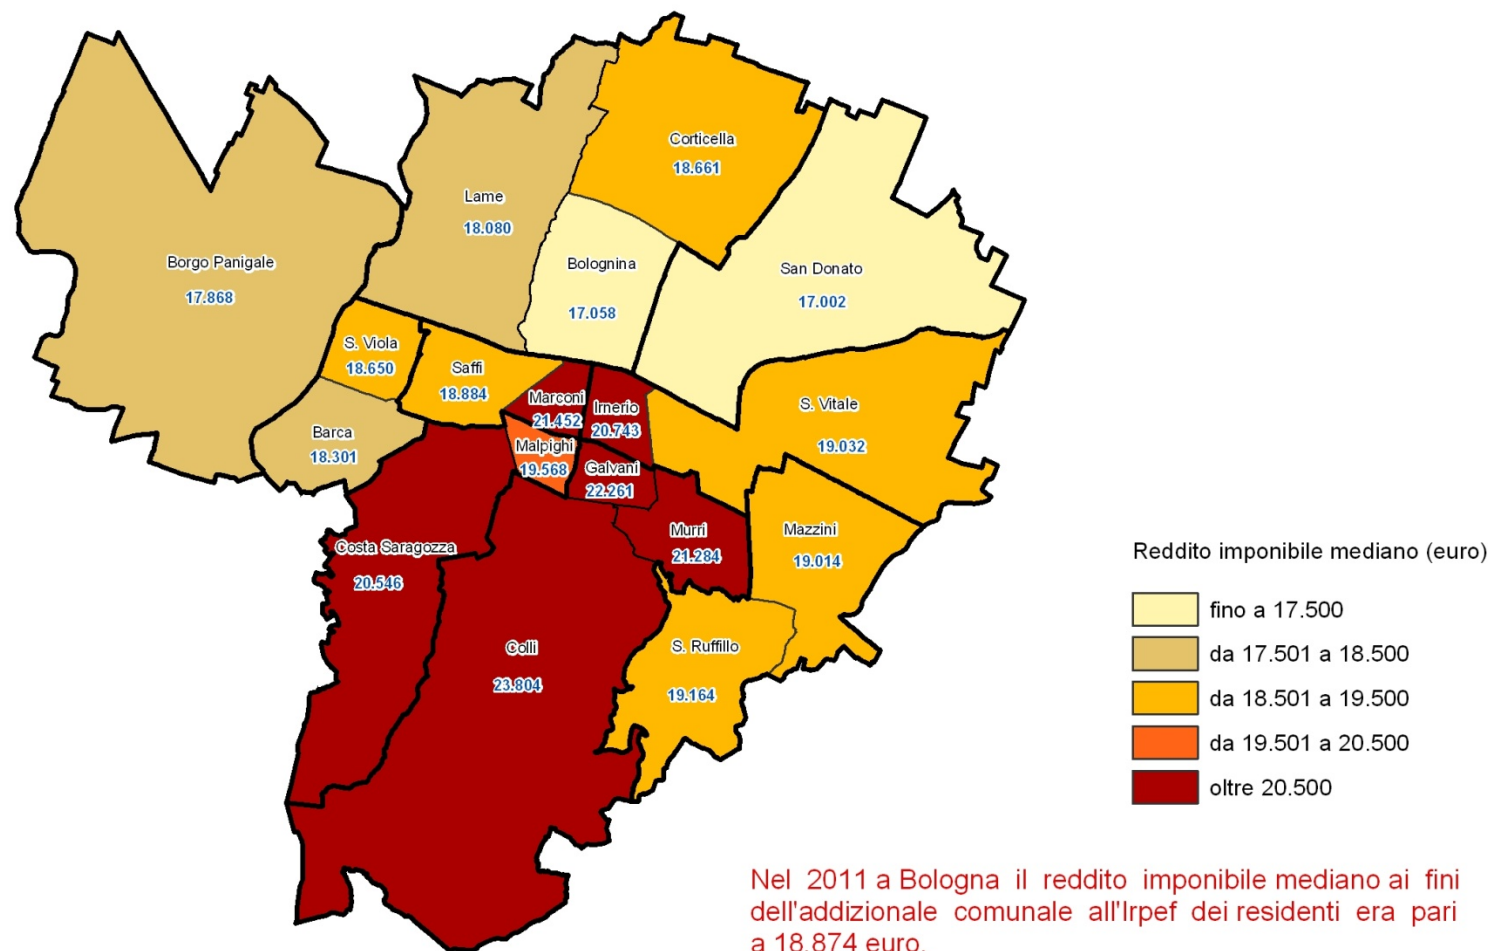 Corticella
18.661
Lame
18.080
Borgo Panigale
17.868
Bolognina
17.058
San Donato
17.002
S. Viola
18.650
Saffi
18.884
Marconi
21.452
Irnerio
20.743
S. Vitale
19.032
Barca
18.301
Malpighi
19.568
Galvani
22.261
Murri
21.284
Mazzini
19.014
Costa Saragozza
20.546
Colli
23.804
S. Ruffillo
19.164
Reddito imponibile mediano (euro)
fino a 17.500
da 17.501 a 18.500
da 18.501 a 19.500
da 19.501 a 20.500
oltre 20.500
Nel 2011 a Bologna il reddito imponibile mediano ai fini
dell'addizionale comunale all'Irpef dei residenti era pari
a 18.874 euro.